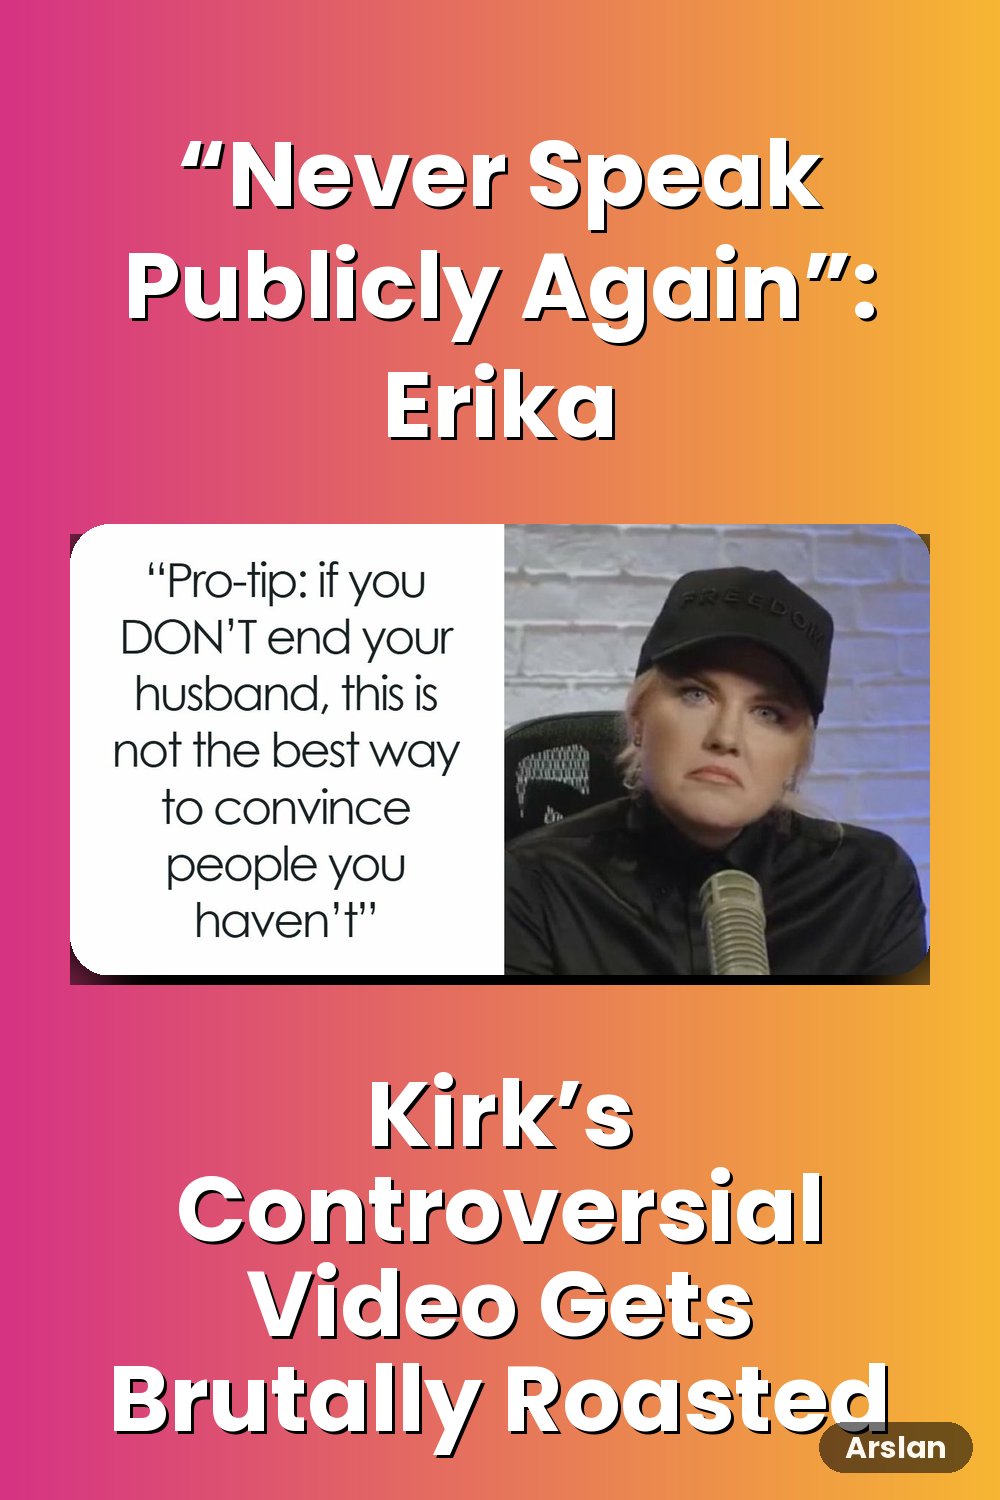 “Never Speak
Publicly Again”:
Erika
“Pro-tip: if you
DON’T end your
husband, this is
not the best way
to convince
people you
haven’t”
FREEDOM
Kirk’s
Controversial
Video Gets
Brutally Roasted
Arslan